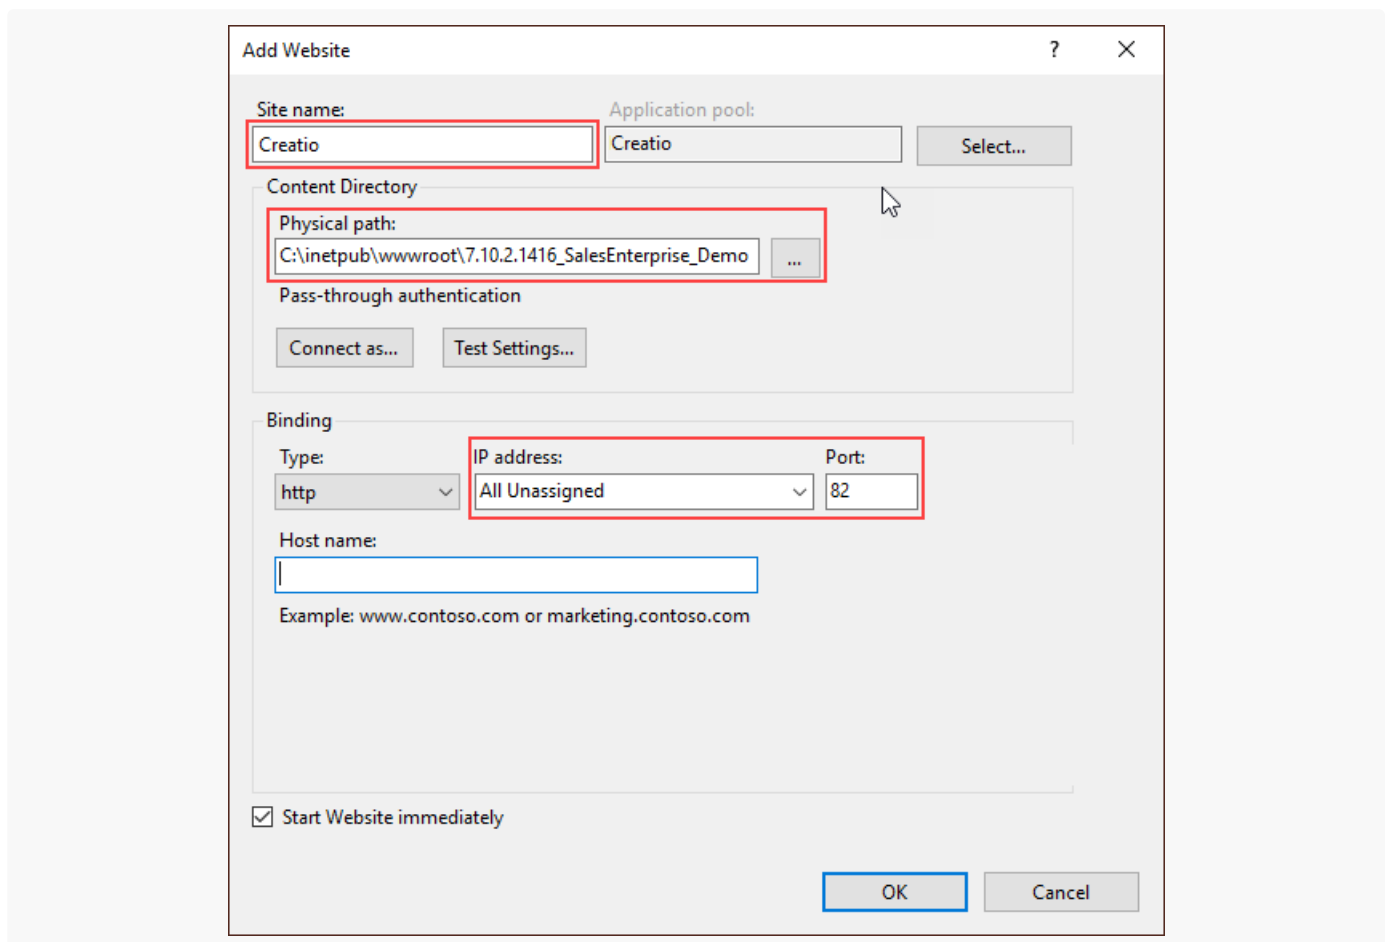 Add Website
?
Site name:
Application pool:
Creatio
Creatio
Select...
Content Directory
Physical path:
C:\inetpub\wwwroot\7.10.2.1416_SalesEnterprise_Demo
...
Pass-through authentication
Connect as...
Test Settings...
Binding
Type:
IP address:
Port:
http
All Unassigned
82
Host name:
Example: www.contoso.com or marketing.contoso.com
Start Website immediately
OK
Cancel